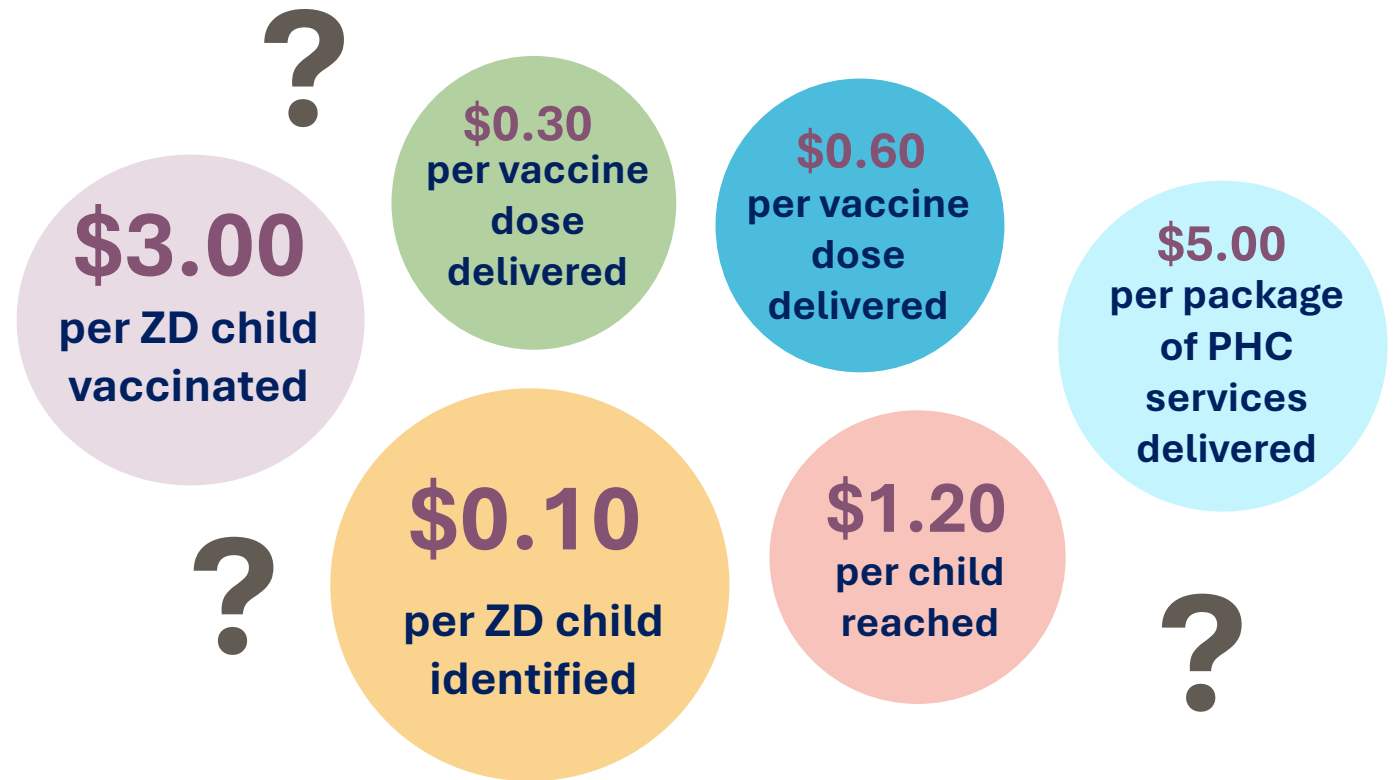 ?
$3.00
per ZD child
vaccinated
$0.30
per vaccine
dose
delivered
$0.60
per vaccine
dose
delivered
$5.00
per package
of PHC
services
delivered
?
$0.10
per ZD child
identified
$1.20
per child
reached
?